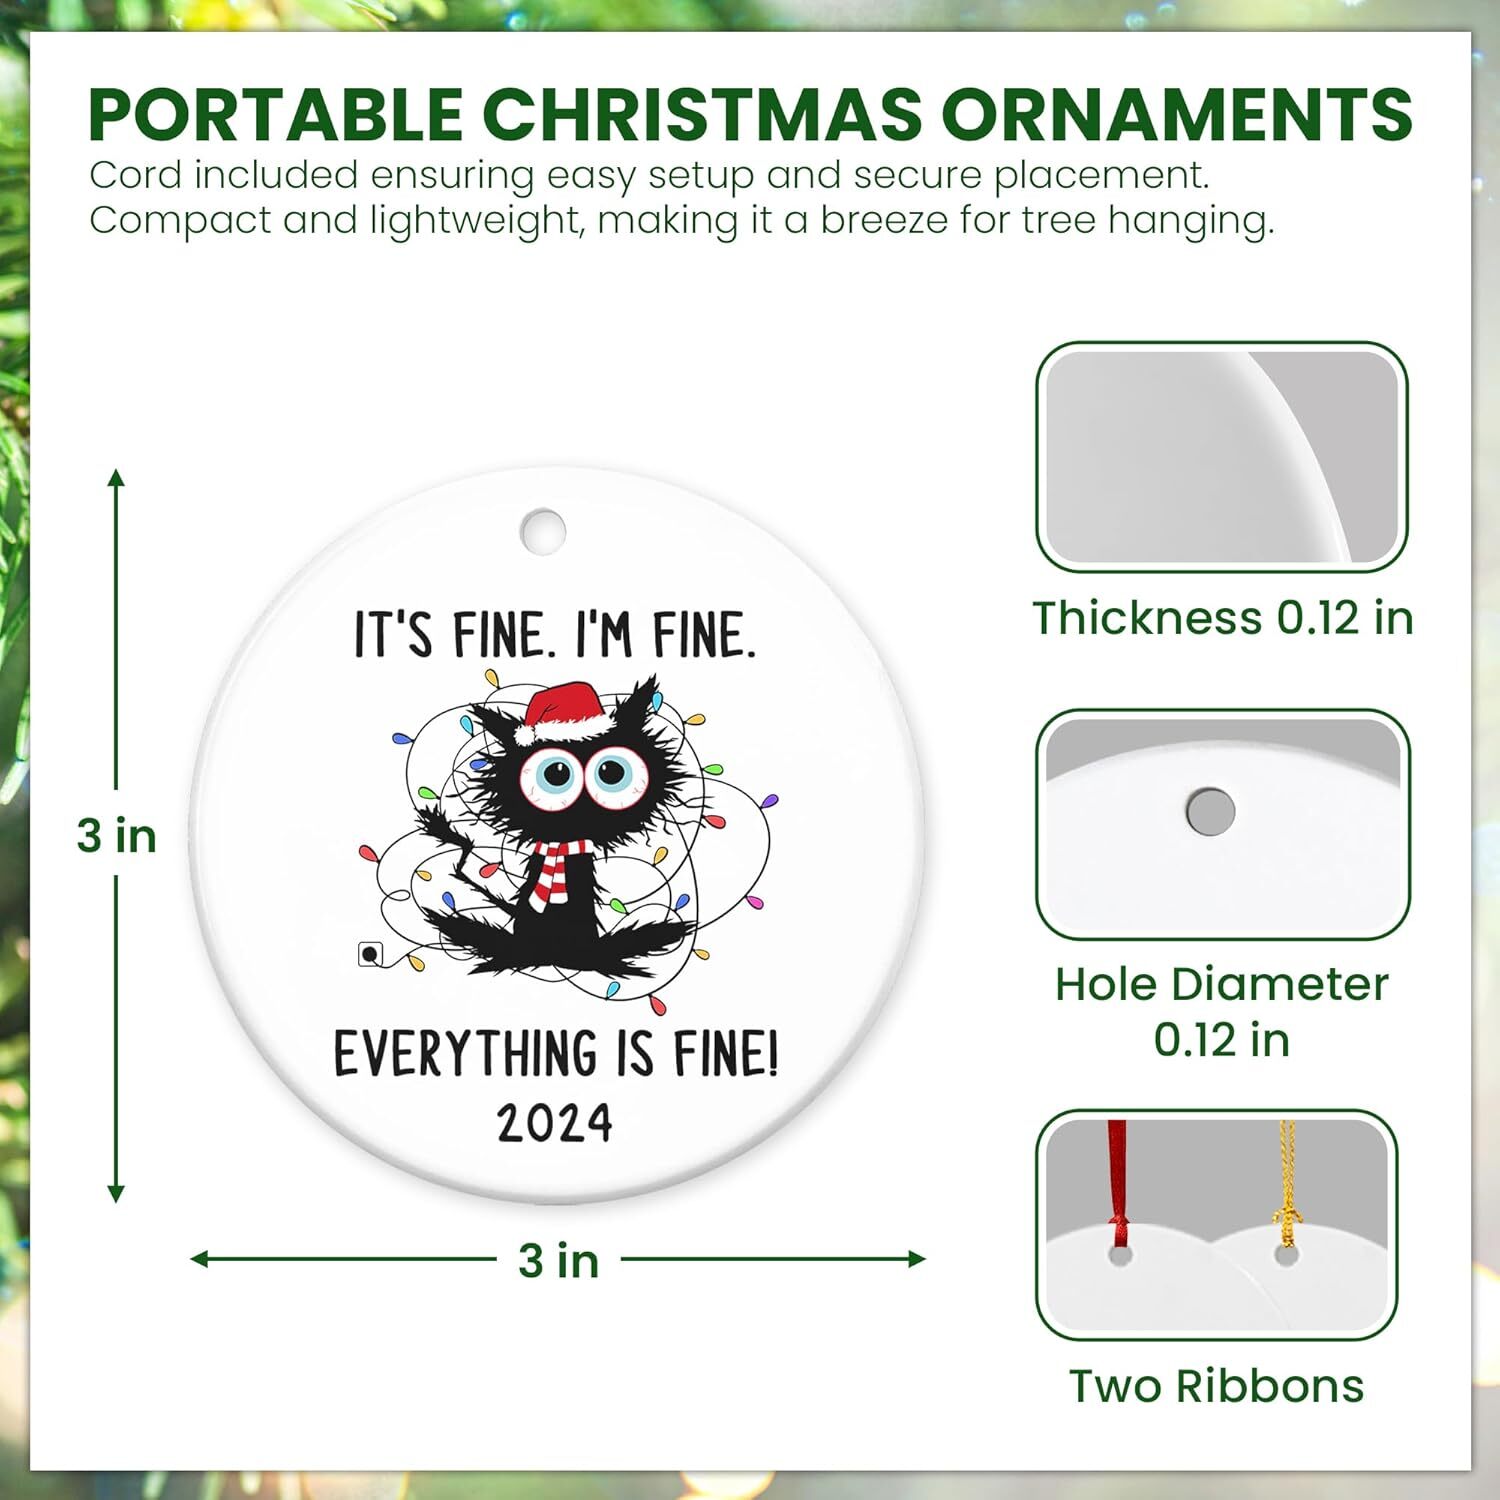 PORTABLE CHRISTMAS ORNAMENTS
Cord included ensuring easy setup and secure placement.
Compact and lightweight, making it a breeze for tree hanging.
IT'S FINE. I'M FINE.
EVERYTHING IS FINE!
2024
3 in
3 in
Thickness 0.12 in
Hole Diameter
0.12 in
Two Ribbons